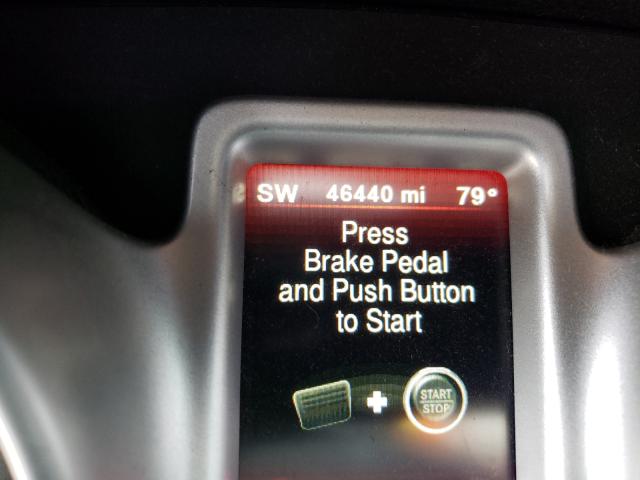 SW 46440 mi 79°
Press
Brake Pedal
and Push Button
to Start
START
STOP